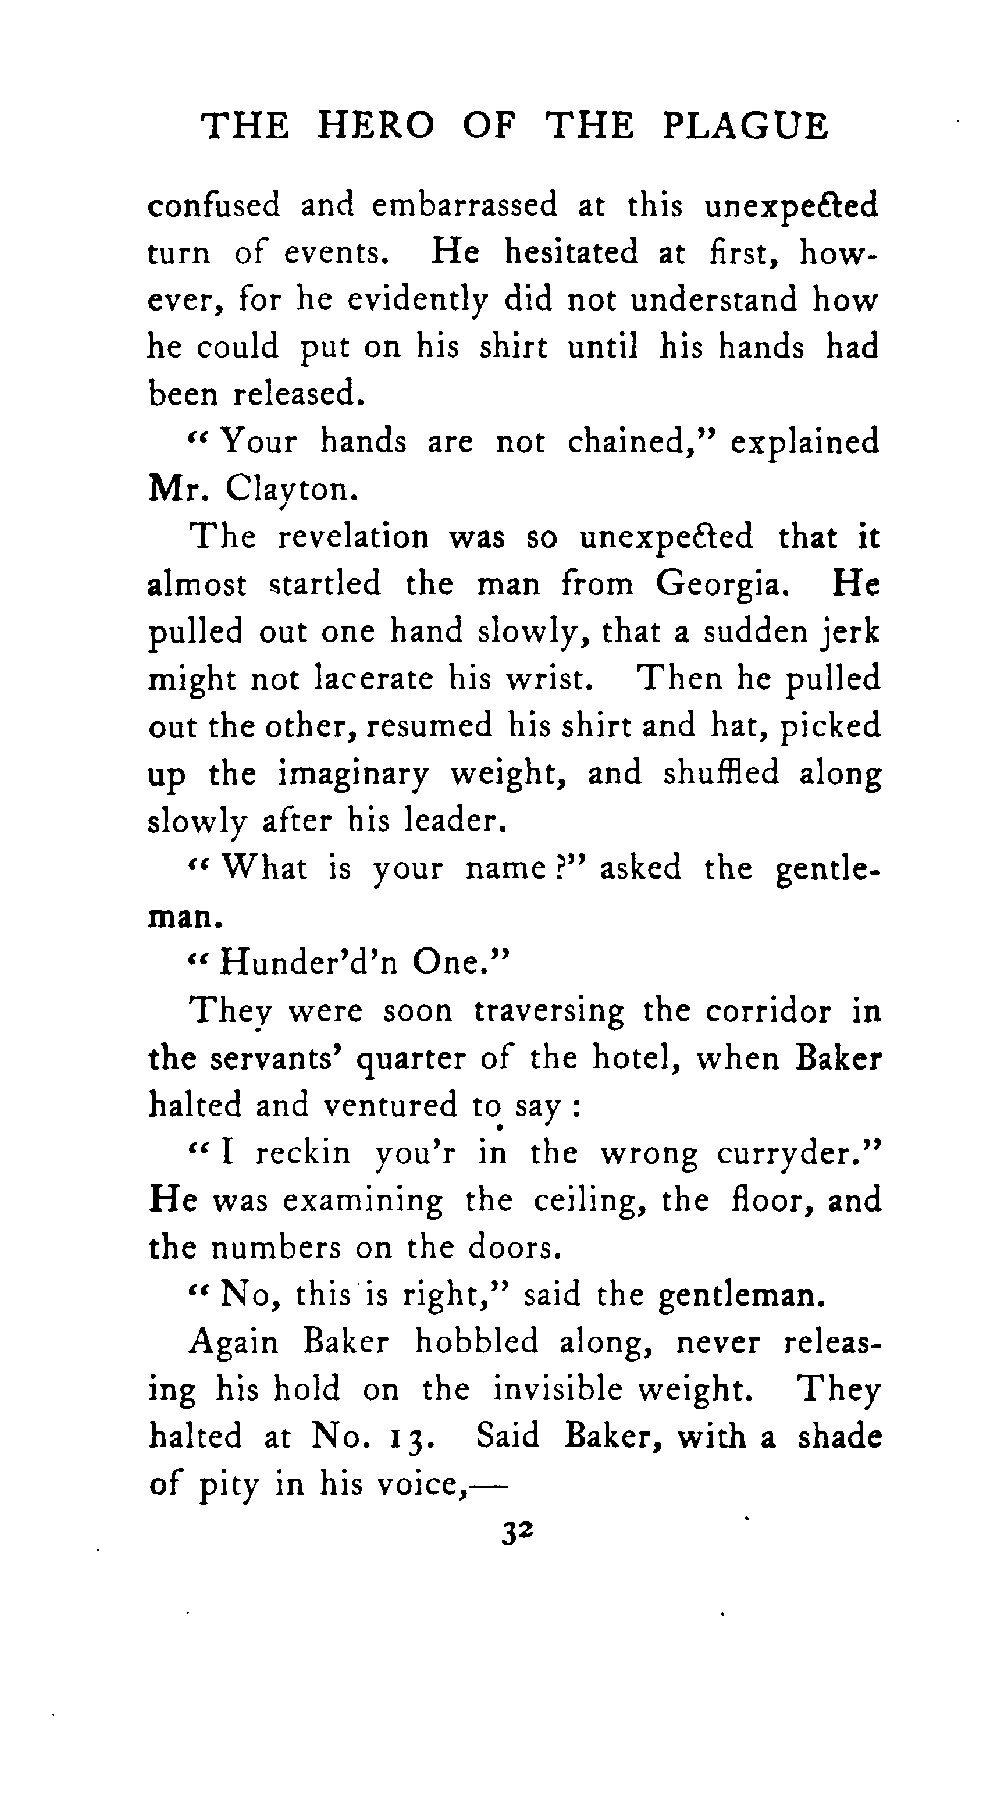 THE HERO OF THE PLAGUE
confused and embarrassed at this unexpected
turn of events. He hesitated at first, how-
ever, for he evidently did not understand how
he could put on his shirt until his hands had
been released.
“Your hands are not chained,” explained
Mr. Clayton.
The revelation was so unexpected that it
almost startled the man from Georgia. He
pulled out one hand slowly, that a sudden jerk
might not lacerate his wrist. Then he pulled
out the other, resumed his shirt and hat, picked
up the imaginary weight, and shuffled along
slowly after his leader.
“What is your name?” asked the gentle-
man.
“Hunder’d’n One.”
They were soon traversing the corridor in
the servants’ quarter of the hotel, when Baker
halted and ventured to say :
“I reckin you’r in the wrong curryder.”
He was examining the ceiling, the floor, and
the numbers on the doors.
“No, this is right,” said the gentleman.
Again Baker hobbled along, never releas-
ing his hold on the invisible weight. They
halted at No. 13. Said Baker, with a shade
of pity in his voice,—
32